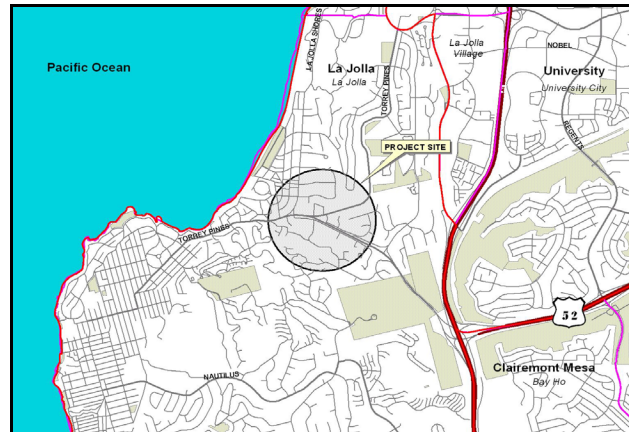 LA JOLLA SHORES
La Jolla
Village
NOBEL
Pacific Ocean
La Jolla
La Jolla
TORREY PINES
University
University City
REGENTS
PROJECT SITE
TORREY PINES
52
NAUTILUS
Clairemont Mesa
Bay Ho